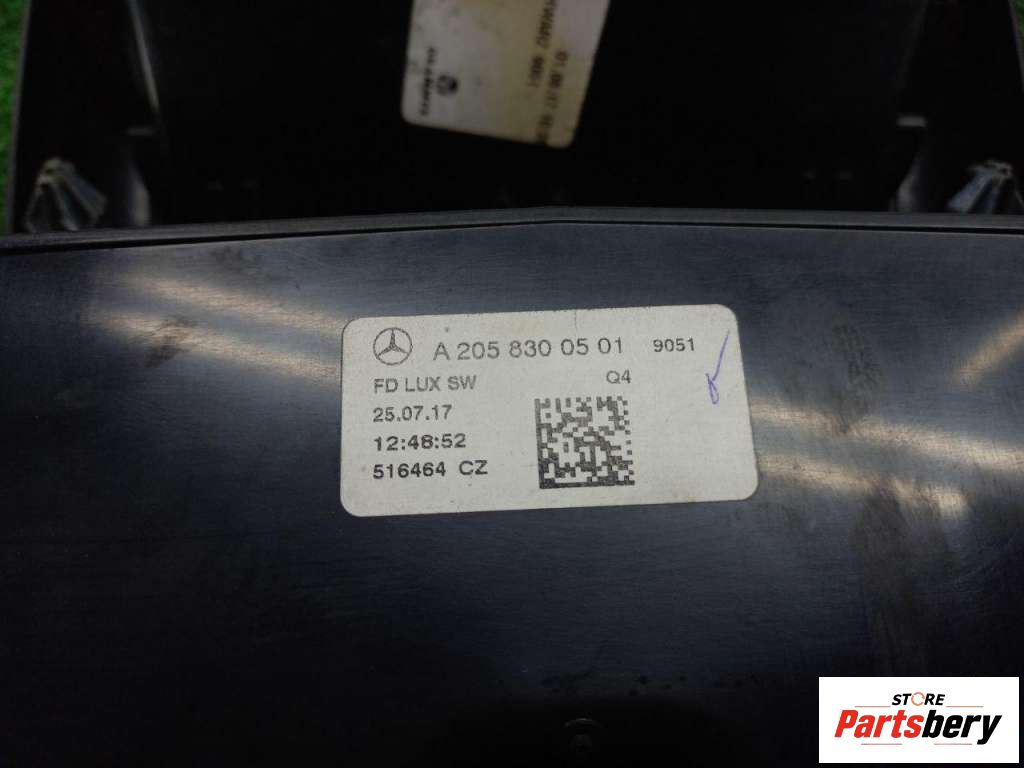 A 205 830 05 01 9051
FD LUX SW Q4
25.07.17
12:48:52
516464 CZ
STORE
Partsbery